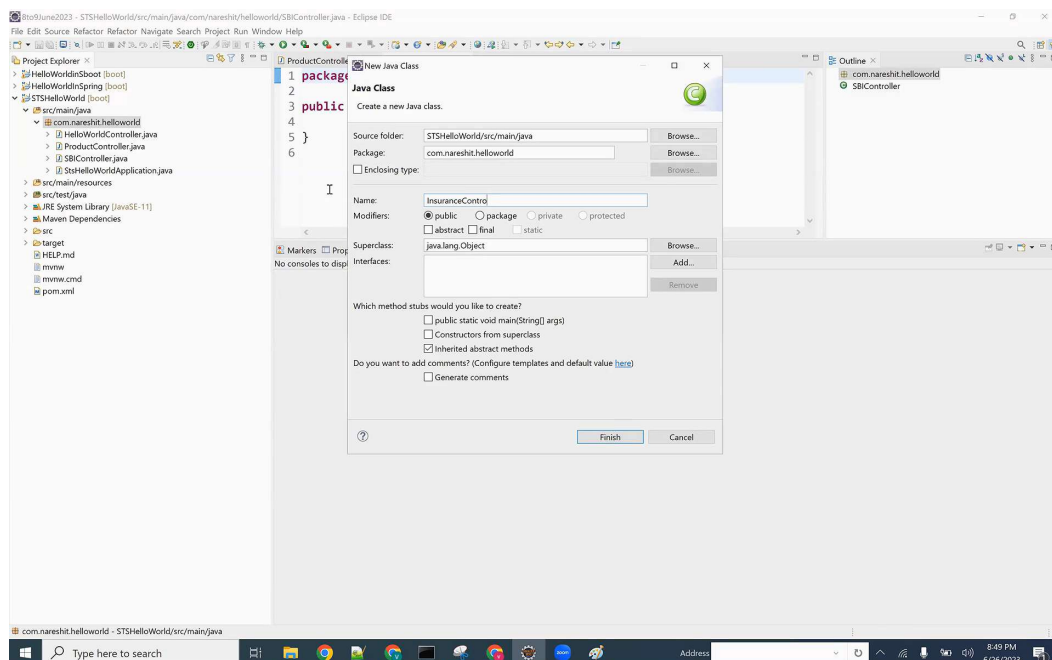 8to9June2023 - STSHelloWorld/src/main/java/com/nareshit/helloworld/SBIController.java - Eclipse IDE
File Edit Source Refactor Refactor Navigate Search Project Run Window Help
Project Explorer
HelloWorldinSboot [boot]
HelloWorldInSpring [boot]
STSHelloWorld [boot]
src/main/java
com.nareshit.helloworld
HelloWorldController.java
ProductController.java
SBIController.java
StsHelloWorldApplication.java
src/main/resources
src/test/java
JRE System Library [JavaSE-11]
Maven Dependencies
src
target
HELP.md
mvnw
mvnw.cmd
pom.xml
ProductControlle
1 package
2
3 public
4
5 }
6
Markers Prop
No consoles to displ
New Java Class
Java Class
Create a new Java class.
Source folder: STSHelloWorld/src/main/java Browse...
Package: com.nareshit.helloworld Browse...
Enclosing type: Browse...
Name: InsuranceContro
Modifiers: public package private protected
abstract final static
Superclass: java.lang.Object Browse...
Interfaces: Add...
Remove
Which method stubs would you like to create?
public static void main(String[] args)
Constructors from superclass
Inherited abstract methods
Do you want to add comments? (Configure templates and default value here)
Generate comments
Finish Cancel
Outline
com.nareshit.helloworld
SBIController
com.nareshit.helloworld - STSHelloWorld/src/main/java
Type here to search
zoom
Address
8:49 PM
6/26/2023